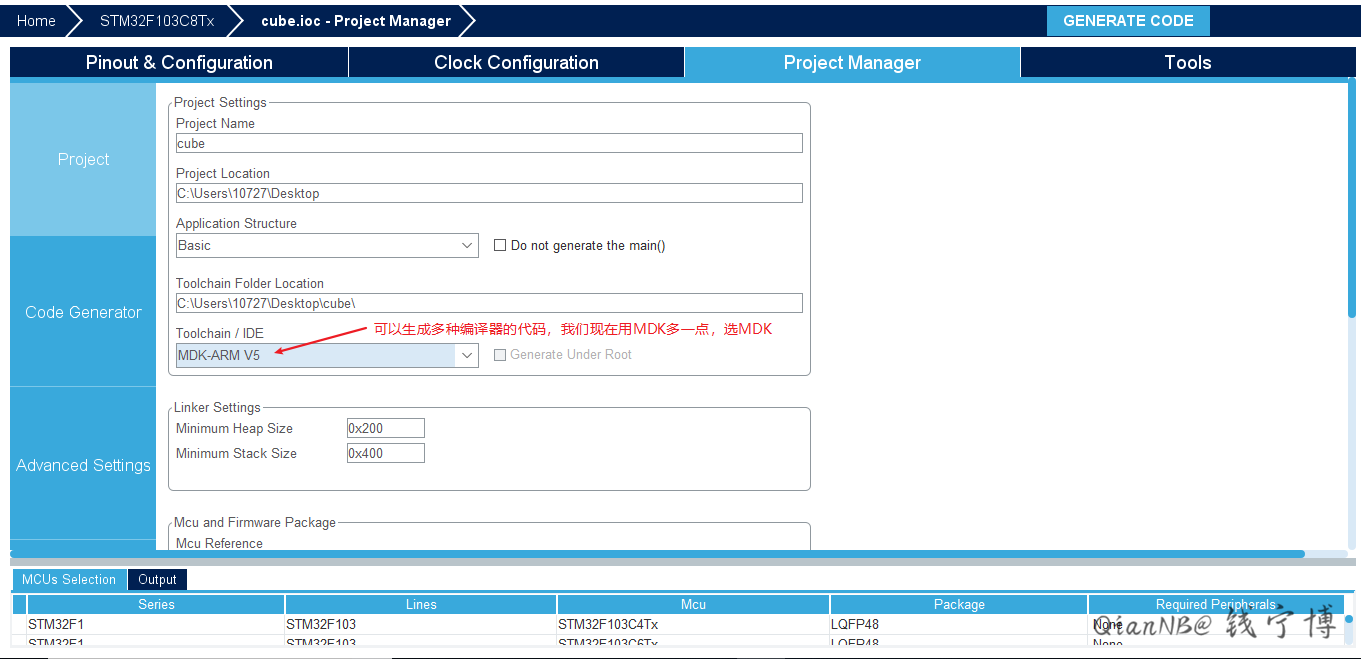 Home STM32F103C8Tx cube.ioc - Project Manager GENERATE CODE
Pinout & Configuration Clock Configuration Project Manager Tools
Project
Code Generator
Advanced Settings
Project Settings
Project Name
cube
Project Location
C:\Users\10727\Desktop
Application Structure
Basic Do not generate the main()
Toolchain Folder Location
C:\Users\10727\Desktop\cube\
Toolchain / IDE 可以生成多种编译器的代码，我们现在用MDK多一点，选MDK
MDK-ARM V5 Generate Under Root
Linker Settings
Minimum Heap Size 0x200
Minimum Stack Size 0x400
Mcu and Firmware Package
Mcu Reference
MCUs Selection Output
Series Lines Mcu Package Required Peripherals
STM32F1 STM32F103 STM32F103C4Tx LQFP48 None
STM32F1 STM32F103 STM32F103C6Tx LQFP48 None
QianNB@ 钱宁博